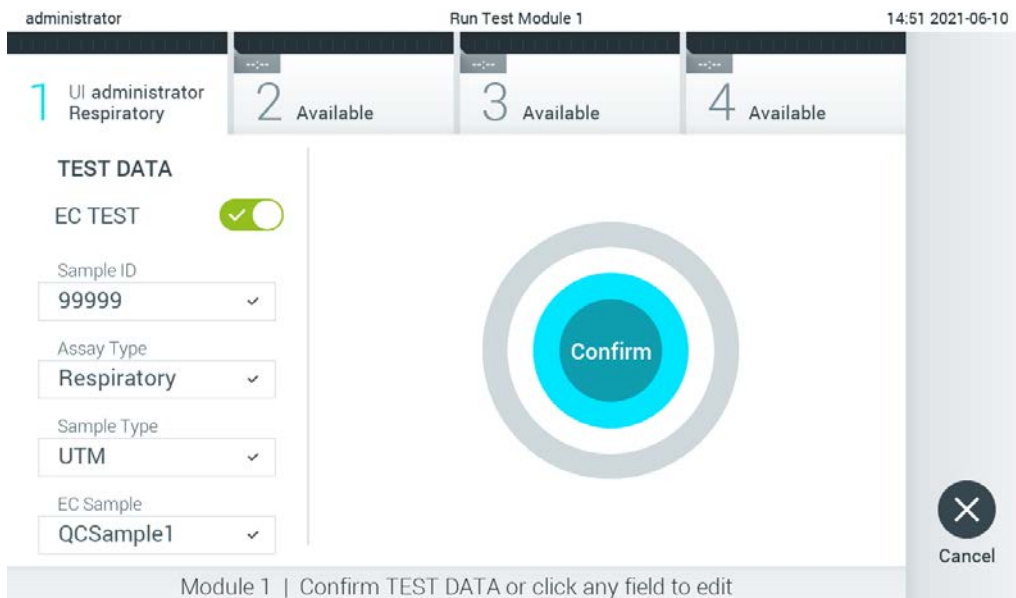 administrator Run Test Module 1 14:51 2021-06-10
--:-- --:-- --:--
1 UI administrator
Respiratory
2 Available
3 Available
4 Available
TEST DATA
EC TEST
Sample ID
99999
Assay Type
Respiratory
Sample Type
UTM
EC Sample
QCSample1
Confirm
Cancel
Module 1 | Confirm TEST DATA or click any field to edit